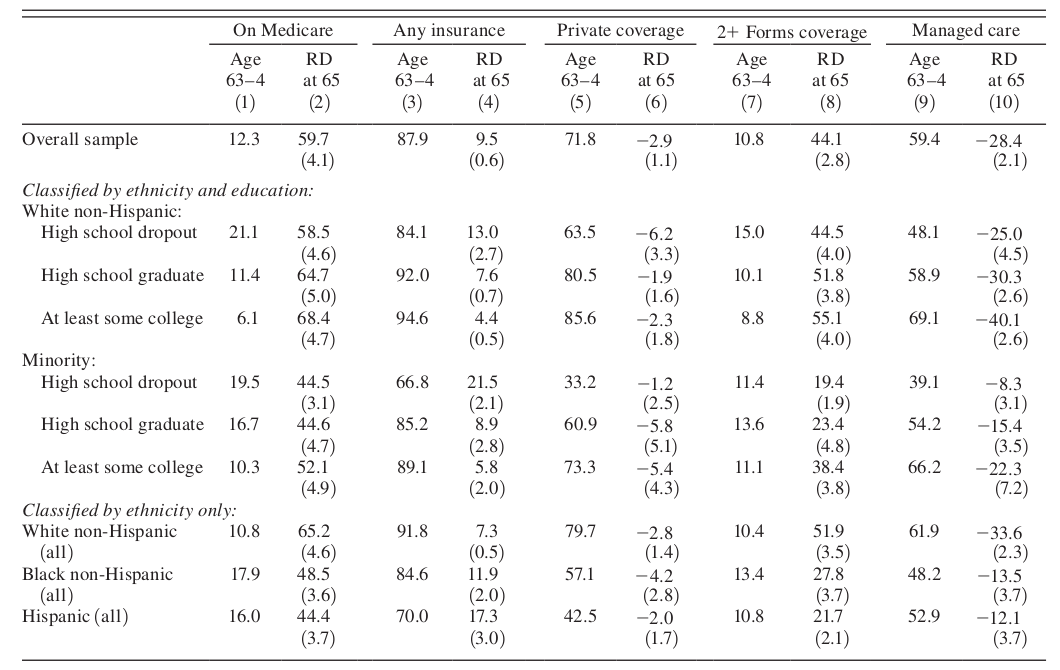 On Medicare Any insurance Private coverage 2+ Forms coverage Managed care
Age RD Age RD Age RD Age RD Age RD
63–4 at 65 63–4 at 65 63–4 at 65 63–4 at 65 63–4 at 65
(1) (2) (3) (4) (5) (6) (7) (8) (9) (10)
Overall sample 12.3 59.7 87.9 9.5 71.8 −2.9 10.8 44.1 59.4 −28.4
(4.1) (0.6) (1.1) (2.8) (2.1)
Classified by ethnicity and education:
White non-Hispanic:
High school dropout 21.1 58.5 84.1 13.0 63.5 −6.2 15.0 44.5 48.1 −25.0
(4.6) (2.7) (3.3) (4.0) (4.5)
High school graduate 11.4 64.7 92.0 7.6 80.5 −1.9 10.1 51.8 58.9 −30.3
(5.0) (0.7) (1.6) (3.8) (2.6)
At least some college 6.1 68.4 94.6 4.4 85.6 −2.3 8.8 55.1 69.1 −40.1
(4.7) (0.5) (1.8) (4.0) (2.6)
Minority:
High school dropout 19.5 44.5 66.8 21.5 33.2 −1.2 11.4 19.4 39.1 −8.3
(3.1) (2.1) (2.5) (1.9) (3.1)
High school graduate 16.7 44.6 85.2 8.9 60.9 −5.8 13.6 23.4 54.2 −15.4
(4.7) (2.8) (5.1) (4.8) (3.5)
At least some college 10.3 52.1 89.1 5.8 73.3 −5.4 11.1 38.4 66.2 −22.3
(4.9) (2.0) (4.3) (3.8) (7.2)
Classified by ethnicity only:
White non-Hispanic 10.8 65.2 91.8 7.3 79.7 −2.8 10.4 51.9 61.9 −33.6
(all) (4.6) (0.5) (1.4) (3.5) (2.3)
Black non-Hispanic 17.9 48.5 84.6 11.9 57.1 −4.2 13.4 27.8 48.2 −13.5
(all) (3.6) (2.0) (2.8) (3.7) (3.7)
Hispanic (all) 16.0 44.4 70.0 17.3 42.5 −2.0 10.8 21.7 52.9 −12.1
(3.7) (3.0) (1.7) (2.1) (3.7)